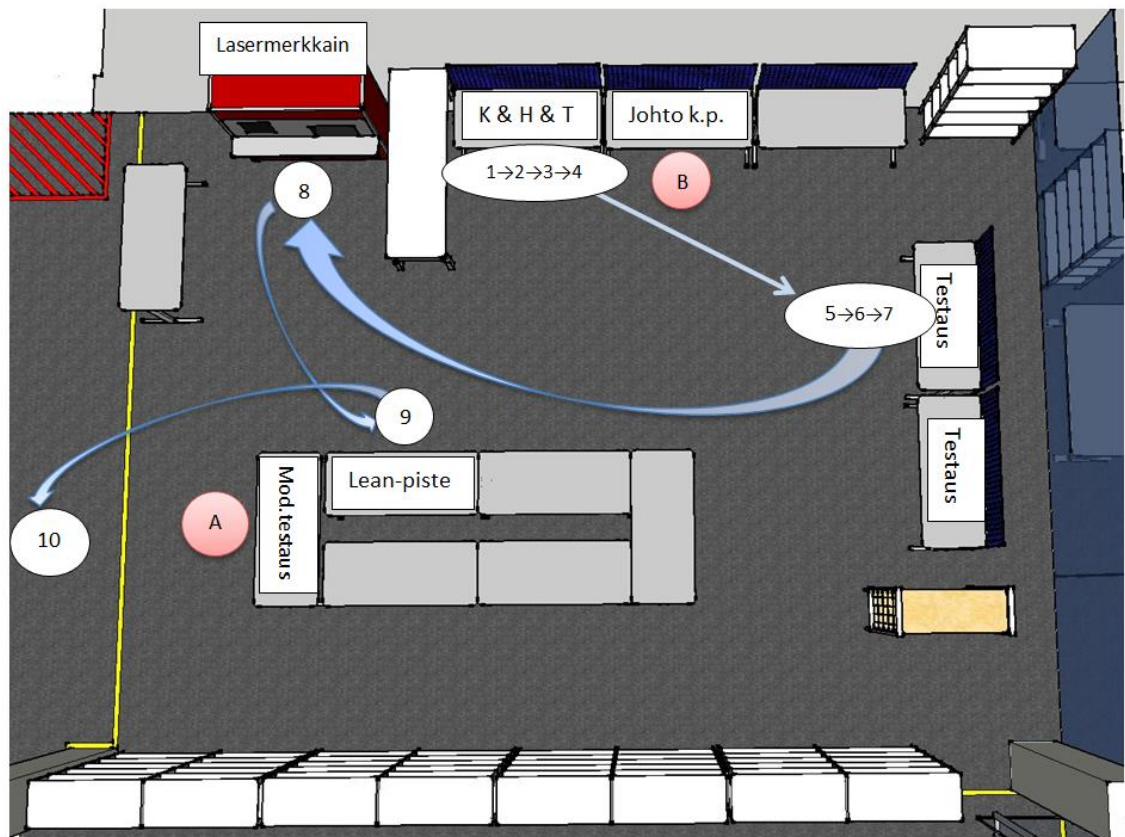 Lasermerkkain
K & H & T
Johto k.p.
1→2→3→4
B
8
5→6→7
Testaus
9
Testaus
Lean-piste
Mod.testaus
A
10